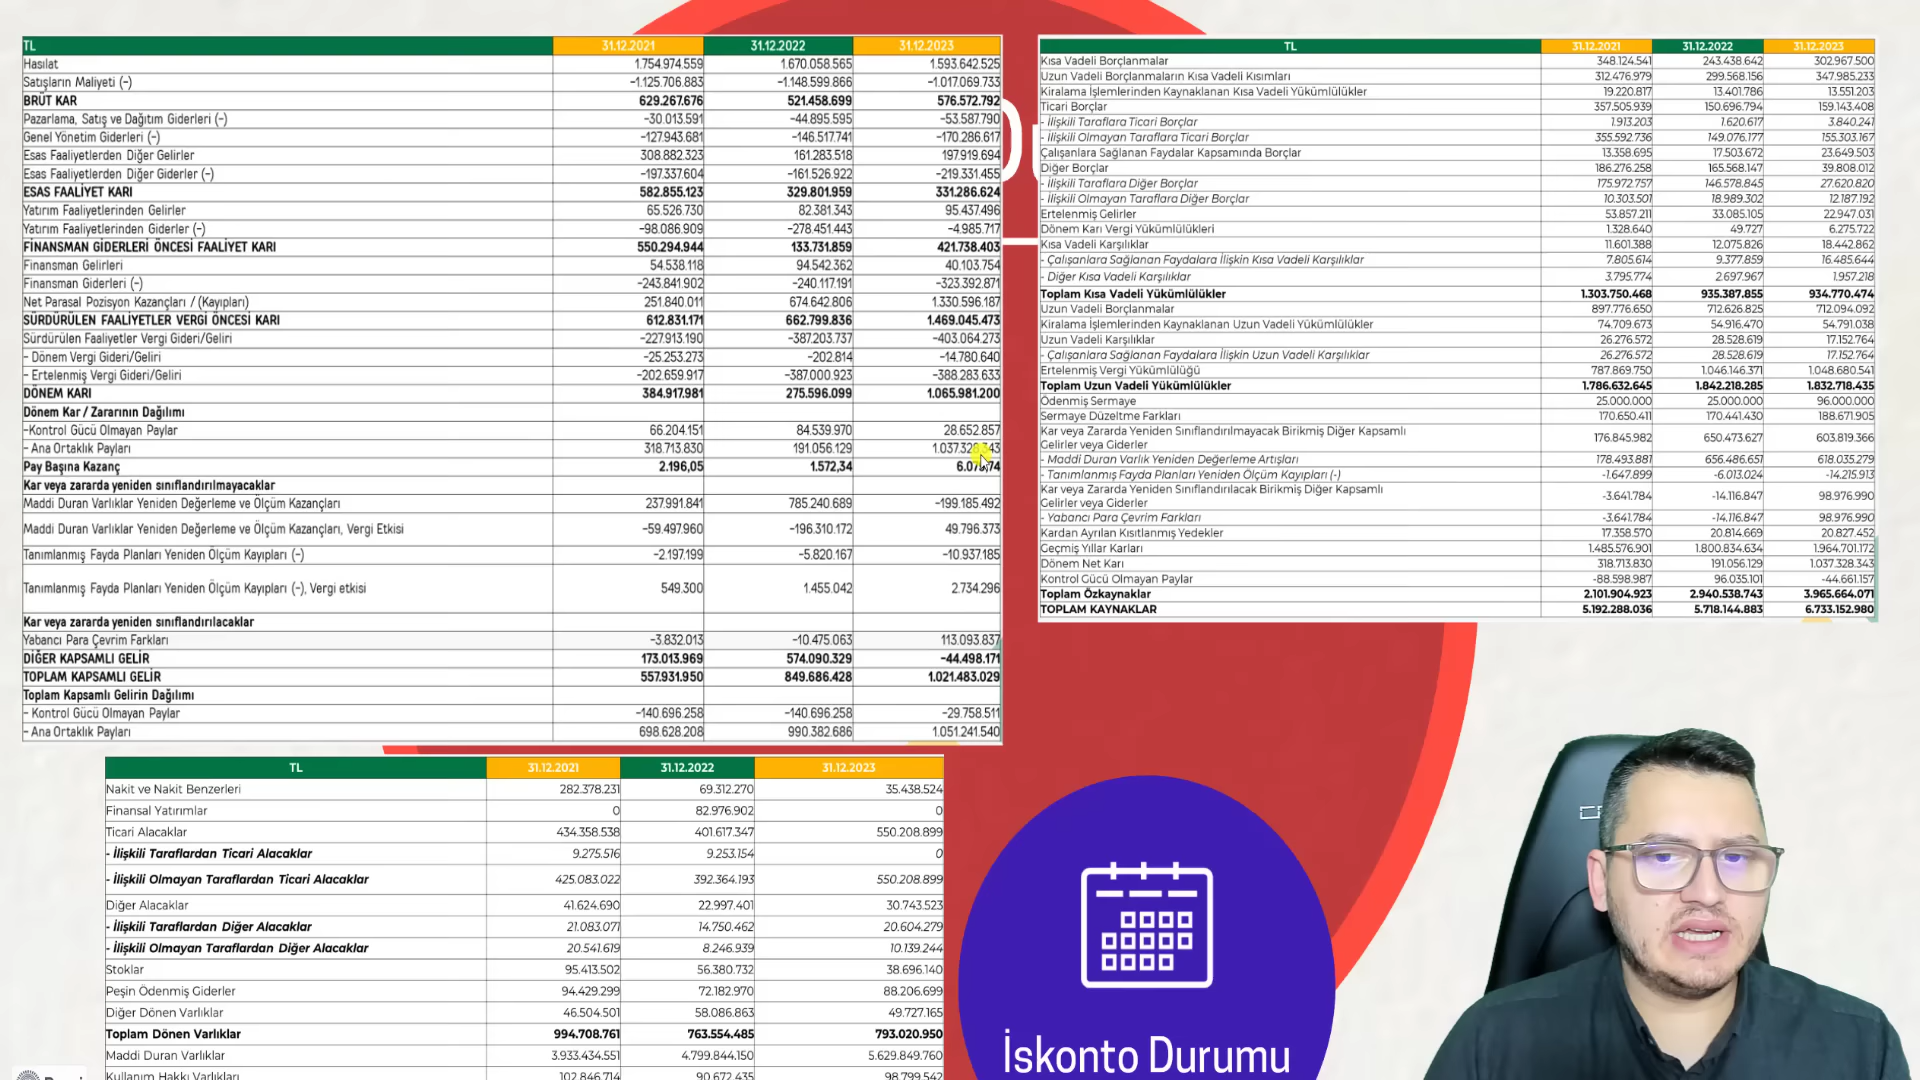 TL 31.12.2021 31.12.2022 31.12.2023
Hasılat 1.754.974.559 1.670.058.565 1.593.642.525
Satışların Maliyeti (-) -1.125.706.883 -1.148.599.866 -1.017.069.733
BRÜT KAR 629.267.676 521.458.699 576.572.792
Pazarlama, Satış ve Dağıtım Giderleri (-) -30.013.591 -44.895.595 -53.587.790
Genel Yönetim Giderleri (-) -127.943.681 -146.517.741 -170.286.617
Esas Faaliyetlerden Diğer Gelirler 308.882.323 161.283.518 197.919.694
Esas Faaliyetlerden Diğer Giderler (-) -197.337.604 -161.526.922 -219.331.455
ESAS FAALİYET KARI 582.855.123 329.801.959 331.286.624
Yatırım Faaliyetlerinden Gelirler 65.526.730 82.381.343 95.437.496
Yatırım Faaliyetlerinden Giderler (-) -98.086.909 -278.451.443 -4.985.717
FİNANSMAN GİDERLERİ ÖNCESİ FAALİYET KARI 550.294.944 133.731.859 421.738.403
Finansman Gelirleri 54.538.118 94.542.362 40.103.754
Finansman Giderleri (-) -243.841.902 -240.117.191 -323.392.871
Net Parasal Pozisyon Kazançları / (Kayıpları) 251.840.011 674.642.806 1.330.596.187
SÜRDÜRÜLEN FAALİYETLER VERGİ ÖNCESİ KARI 612.831.171 662.799.836 1.469.045.473
Sürdürülen Faaliyetler Vergi Gideri/Geliri -227.913.190 -387.203.737 -403.064.273
- Dönem Vergi Gideri/Geliri -25.253.273 -202.814 -14.780.640
- Ertelenmiş Vergi Gideri/Geliri -202.659.917 -387.000.923 -388.283.633
DÖNEM KARI 384.917.981 275.596.099 1.065.981.200
Dönem Kar / Zararının Dağılımı
-Kontrol Gücü Olmayan Paylar 66.204.151 84.539.970 28.652.857
- Ana Ortaklık Payları 318.713.830 191.056.129
Pay Başına Kazanç 2.196,05 1.572,34
Kar veya zararda yeniden sınıflandırılmayacaklar
Maddi Duran Varlıklar Yeniden Değerleme ve Ölçüm Kazançları 237.991.841 785.240.689 -199.185.492
Maddi Duran Varlıklar Yeniden Değerleme ve Ölçüm Kazançları, Vergi Etkisi -59.497.960 -196.310.172 49.796.373
Tanımlanmış Fayda Planları Yeniden Ölçüm Kayıpları (-) -2.197.199 -5.820.167 -10.937.185
Tanımlanmış Fayda Planları Yeniden Ölçüm Kayıpları (-), Vergi etkisi 549.300 1.455.042 2.734.296
Kar veya zararda yeniden sınıflandırılacaklar
Yabancı Para Çevrim Farkları -3.832.013 -10.475.063 113.093.837
DİĞER KAPSAMLI GELİR 173.013.969 574.090.329 -44.498.171
TOPLAM KAPSAMLI GELİR 557.931.950 849.686.428 1.021.483.029
Toplam Kapsamlı Gelirin Dağılımı
- Kontrol Gücü Olmayan Paylar -140.696.258 -140.696.258 -29.758.511
- Ana Ortaklık Payları 698.628.208 990.382.686 1.051.241.540
TL 31.12.2021 31.12.2022 31.12.2023
Kısa Vadeli Borçlanmalar 348.124.541 243.438.642 302.967.500
Uzun Vadeli Borçlanmaların Kısa Vadeli Kısımları 312.476.979 299.568.156 347.985.233
Kiralama İşlemlerinden Kaynaklanan Kısa Vadeli Yükümlülükler 19.220.817 13.401.786 13.551.203
Ticari Borçlar 357.505.939 150.696.794 159.143.408
- İlişkili Taraflara Ticari Borçlar 1.913.203 1.620.617 3.840.241
- İlişkili Olmayan Taraflara Ticari Borçlar 355.592.736 149.076.177 155.303.167
Çalışanlara Sağlanan Faydalar Kapsamında Borçlar 13.358.695 17.503.672 23.649.503
Diğer Borçlar 186.276.258 165.568.147 39.808.012
- İlişkili Taraflara Diğer Borçlar 175.972.757 146.578.845 27.620.820
- İlişkili Olmayan Taraflara Diğer Borçlar 10.303.501 18.989.302 12.187.192
Ertelenmiş Gelirler 53.857.211 33.085.105 22.947.031
Dönem Karı Vergi Yükümlülükleri 1.328.640 49.727 6.275.722
Kısa Vadeli Karşılıklar 11.601.388 12.075.826 18.442.862
- Çalışanlara Sağlanan Faydalara İlişkin Kısa Vadeli Karşılıklar 7.805.614 9.377.859 16.485.644
- Diğer Kısa Vadeli Karşılıklar 3.795.774 2.697.967 1.957.218
Toplam Kısa Vadeli Yükümlülükler 1.303.750.468 935.387.855 934.770.474
Uzun Vadeli Borçlanmalar 897.776.650 712.626.825 712.094.092
Kiralama İşlemlerinden Kaynaklanan Uzun Vadeli Yükümlülükler 74.709.673 54.916.470 54.791.038
Uzun Vadeli Karşılıklar 26.276.572 28.528.619 17.152.764
- Çalışanlara Sağlanan Faydalara İlişkin Uzun Vadeli Karşılıklar 26.276.572 28.528.619 17.152.764
Ertelenmiş Vergi Yükümlülüğü 787.869.750 1.046.146.371 1.048.680.541
Toplam Uzun Vadeli Yükümlülükler 1.786.632.645 1.842.218.285 1.832.718.435
Ödenmiş Sermaye 25.000.000 25.000.000 96.000.000
Sermaye Düzeltme Farkları 170.650.411 170.441.430 188.671.905
Kar veya Zararda Yeniden Sınıflandırılmayacak Birikmiş Diğer Kapsamlı
Gelirler veya Giderler 176.845.982 650.473.627 603.819.366
- Maddi Duran Varlık Yeniden Değerleme Artışları 178.493.881 656.486.651 618.035.279
- Tanımlanmış Fayda Planları Yeniden Ölçüm Kayıpları (-) -1.647.899 -6.013.024 -14.215.913
Kar veya Zararda Yeniden Sınıflandırılacak Birikmiş Diğer Kapsamlı
Gelirler veya Giderler -3.641.784 -14.116.847 98.976.990
- Yabancı Para Çevrim Farkları -3.641.784 -14.116.847 98.976.990
Kardan Ayrılan Kısıtlanmış Yedekler 17.358.570 20.814.669 20.827.452
Geçmiş Yıllar Karları 1.485.576.901 1.800.834.634 1.964.701.172
Dönem Net Karı 318.713.830 191.056.129 1.037.328.343
Kontrol Gücü Olmayan Paylar -88.598.987 96.035.101 -44.661.157
Toplam Özkaynaklar 2.101.904.923 2.940.538.743 3.965.664.071
TOPLAM KAYNAKLAR 5.192.288.036 5.718.144.883 6.733.152.980
TL 31.12.2021 31.12.2022 31.12.2023
Nakit ve Nakit Benzerleri 282.378.231 69.312.270 35.438.524
Finansal Yatırımlar 0 82.976.902 0
Ticari Alacaklar 434.358.538 401.617.347 550.208.899
- İlişkili Taraflardan Ticari Alacaklar 9.275.516 9.253.154 0
- İlişkili Olmayan Taraflardan Ticari Alacaklar 425.083.022 392.364.193 550.208.899
Diğer Alacaklar 41.624.690 22.997.401 30.743.523
- İlişkili Taraflardan Diğer Alacaklar 21.083.071 14.750.462 20.604.279
- İlişkili Olmayan Taraflardan Diğer Alacaklar 20.541.619 8.246.939 10.139.244
Stoklar 95.413.502 56.380.732 38.696.140
Peşin Ödenmiş Giderler 94.429.299 72.182.970 88.206.699
Diğer Dönen Varlıklar 46.504.501 58.086.863 49.727.165
Toplam Dönen Varlıklar 994.708.761 763.554.485 793.020.950
Maddi Duran Varlıklar 3.933.434.551 4.799.844.150 5.629.849.760
Kullanım Hakkı Varlıkları 102.846.714 90.672.435 98.799.542
İskonto Durumu